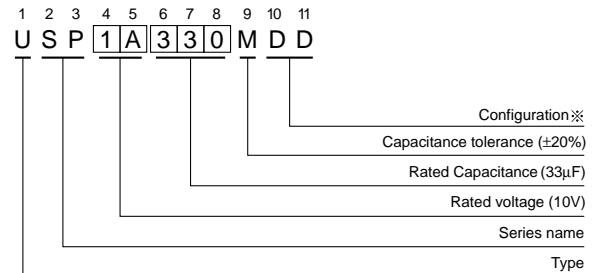 1 2 3 4 5 6 7 8 9 10 11
U S P 1 A 3 3 0 M D D
Configuration※
Capacitance tolerance (±20%)
Rated Capacitance (33µF)
Rated voltage (10V)
Series name
Type